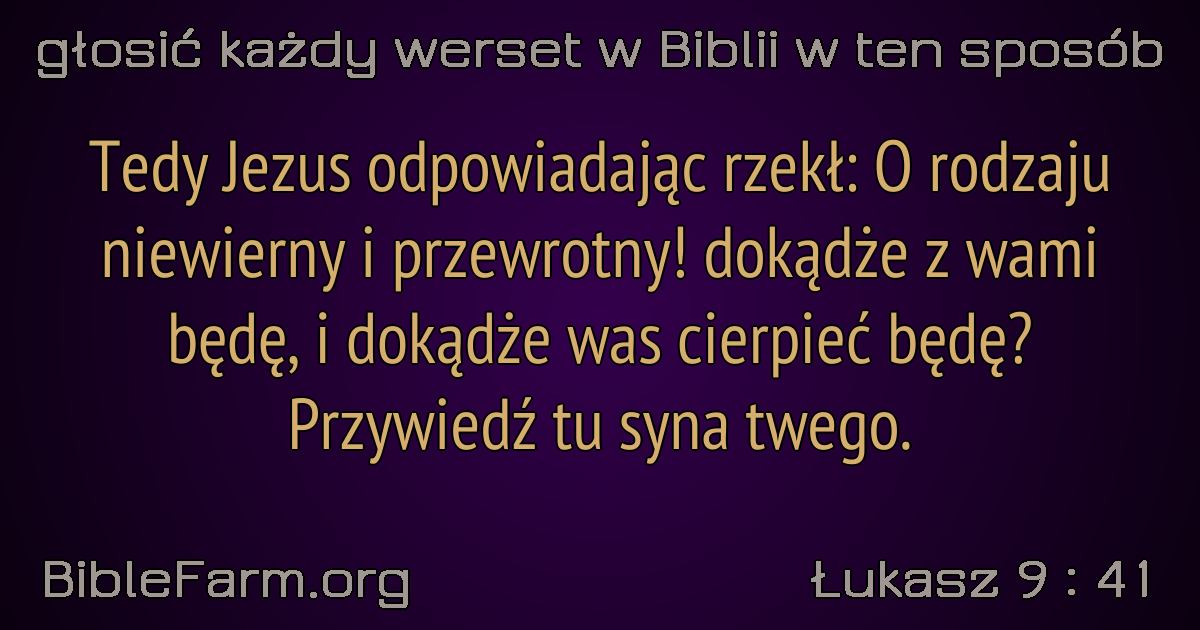 głosić każdy werset w Biblii w ten sposób
Tedy Jezus odpowiadając rzekł: O rodzaju
niewierny i przewrotny! dokądże z wami
będę, i dokądże was cierpieć będę?
Przywiedź tu syna twego.
BibleFarm.org
Łukasz 9 : 41